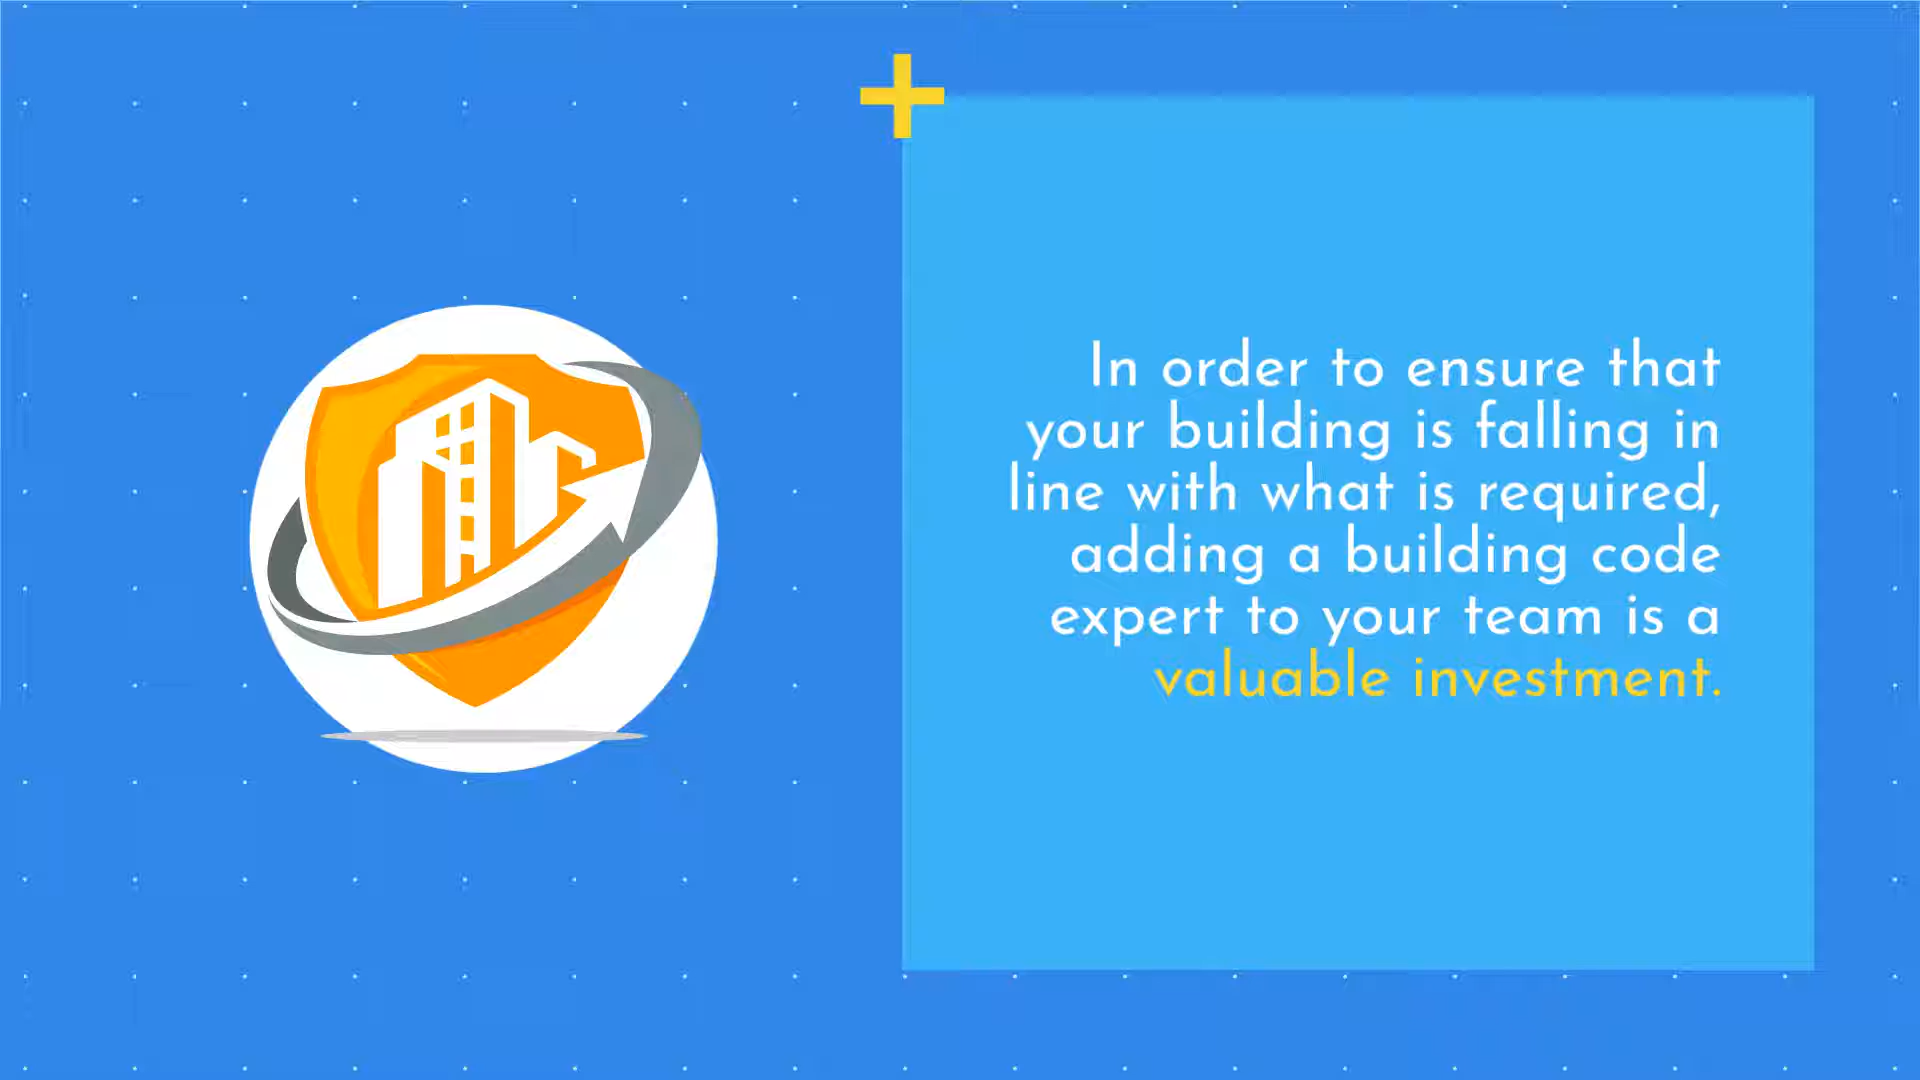 In order to ensure that
your building is falling in
line with what is required,
adding a building code
expert to your team is a
valuable investment.